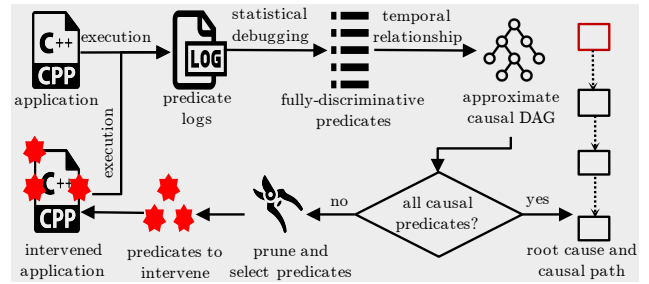 C++
CPP
application
execution
LOG
predicate
logs
statistical
debugging
fully-discriminative
predicates
temporal
relationship
approximate
causal DAG
all causal
predicates?
yes
root cause and
causal path
no
prune and
select predicates
predicates to
intervene
C++
CPP
intervened
application
execution